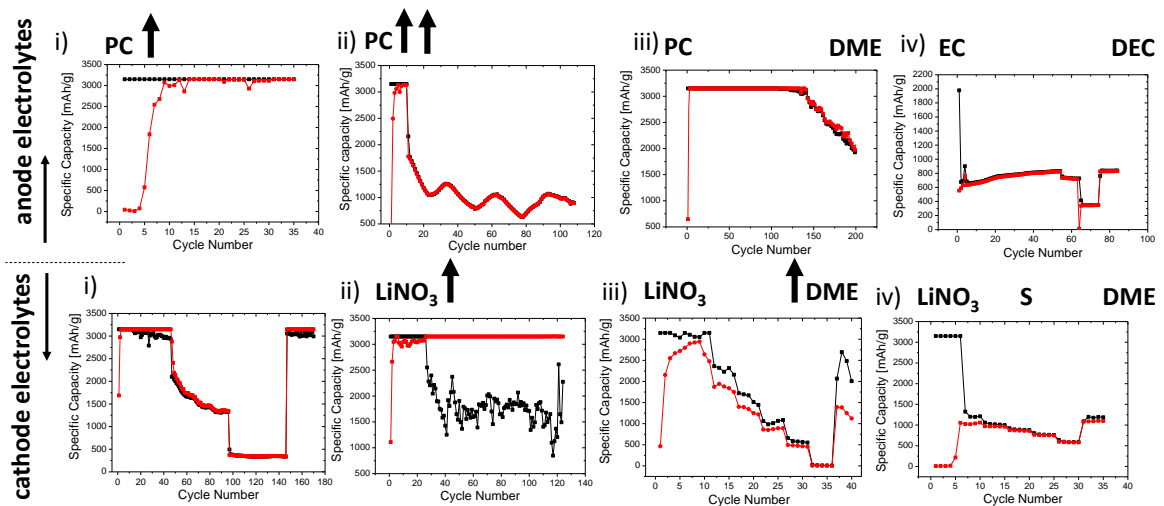 anode electrolytes
i)
PC
Specific Capacity [mAh/g]
3500
3000
2500
2000
1500
1000
500
0
0 5 10 15 20 25 30 35 40
Cycle Number
ii)
PC
Specific capacity [mAh/g]
3500
3000
2500
2000
1500
1000
500
0 20 40 60 80 100 120
Cycle number
iii)
PC DME
Specific Capacity [mAh/g]
3500
3000
2500
2000
1500
1000
500
0 50 100 150 200
Cycle Number
iv)
EC DEC
Specific Capacity [mAh/g]
2200
2000
1800
1600
1400
1200
1000
800
600
400
200
0
0 20 40 60 80 100
Cycle Number
cathode electrolytes
i)
Specific Capacity [mAh/g]
3500
3000
2500
2000
1500
1000
500
0
0 20 40 60 80 100 120 140 160 180
Cycle Number
ii)
LiNO3
Specific Capacity [mAh/g]
3500
3000
2500
2000
1500
1000
500
0 20 40 60 80 100 120
Cycle Number
iii)
LiNO3 DME
Specific Capacity [mAh/g]
3500
3000
2500
2000
1500
1000
500
0
0 5 10 15 20 25 30 35 40
Cycle Number
iv)
LiNO3 S DME
Specific Capacity [mAh/g]
3500
3000
2500
2000
1500
1000
500
0
0 5 10 15 20 25 30 35 40
Cycle Number